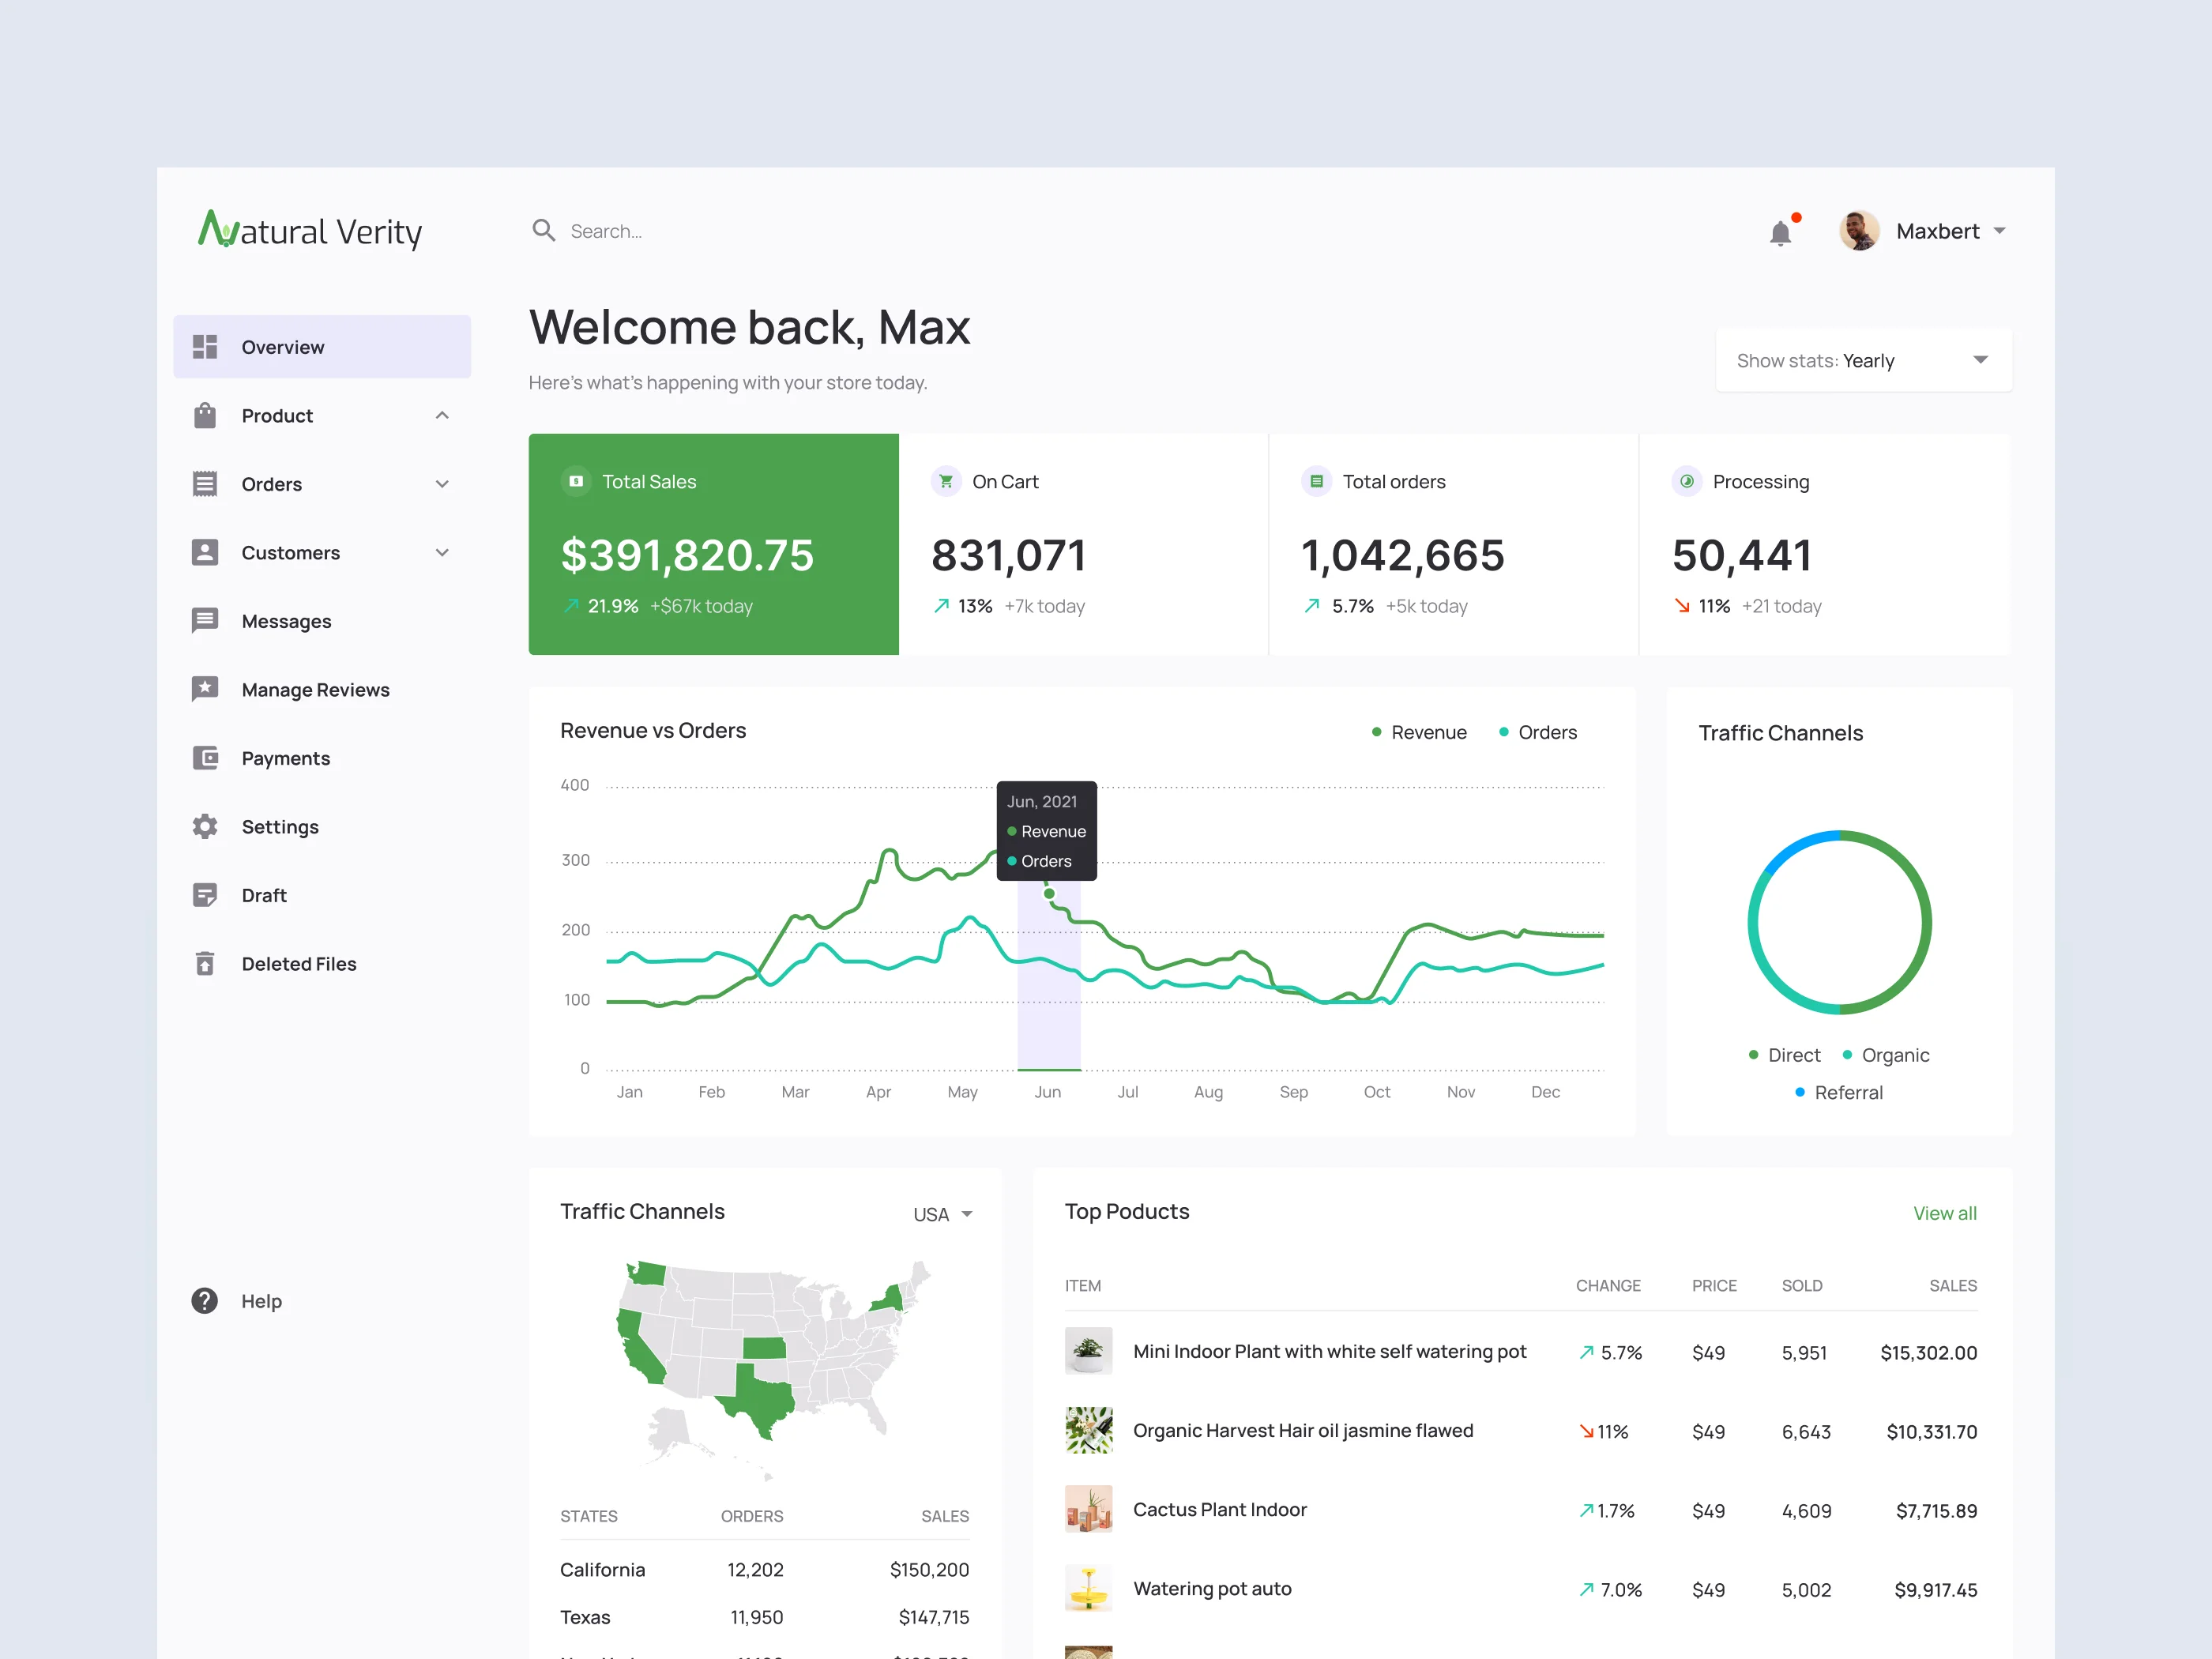 Natural Verity
Search...
Maxbert
Overview
Product
Orders
Customers
Messages
Manage Reviews
Payments
Settings
Draft
Deleted Files
Help
Welcome back, Max
Here's what's happening with your store today.
Show stats: Yearly
Total Sales
$391,820.75
21.9% +$67k today
On Cart
831,071
13% +7k today
Total orders
1,042,665
5.7% +5k today
Processing
50,441
11% +21 today
Revenue vs Orders
Revenue Orders
400
300
200
100
0
Jun, 2021
Revenue
Orders
Jan Feb Mar Apr May Jun Jul Aug Sep Oct Nov Dec
Traffic Channels
Direct Organic
Referral
Traffic Channels
USA
STATES ORDERS SALES
California 12,202 $150,200
Texas 11,950 $147,715
Top Poducts
View all
ITEM CHANGE PRICE SOLD SALES
Mini Indoor Plant with white self watering pot 5.7% $49 5,951 $15,302.00
Organic Harvest Hair oil jasmine flawed 11% $49 6,643 $10,331.70
Cactus Plant Indoor 1.7% $49 4,609 $7,715.89
Watering pot auto 7.0% $49 5,002 $9,917.45